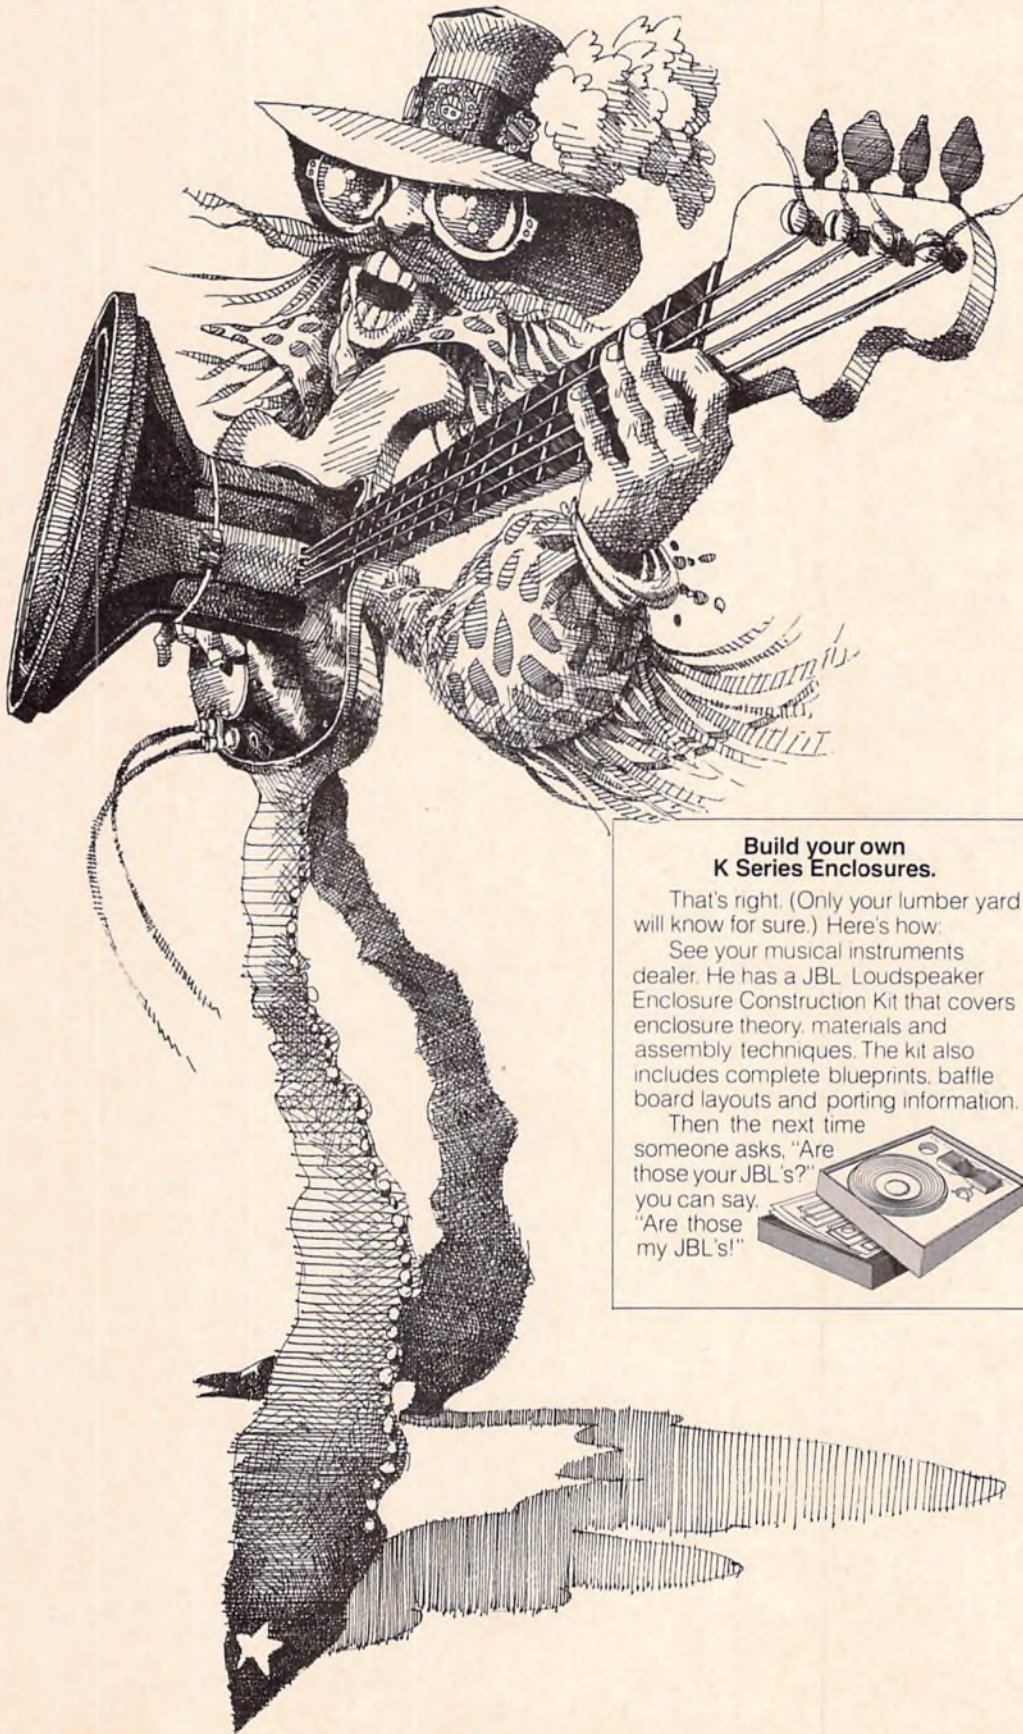 Build your own
K Series Enclosures.
That's right. (Only your lumber yard
will know for sure.) Here's how:
See your musical instruments
dealer. He has a JBL Loudspeaker
Enclosure Construction Kit that covers
enclosure theory, materials and
assembly techniques. The kit also
includes complete blueprints, baffle
board layouts and porting information.
Then the next time
someone asks, "Are
those your JBL's?"
you can say,
"Are those
my JBL's!"